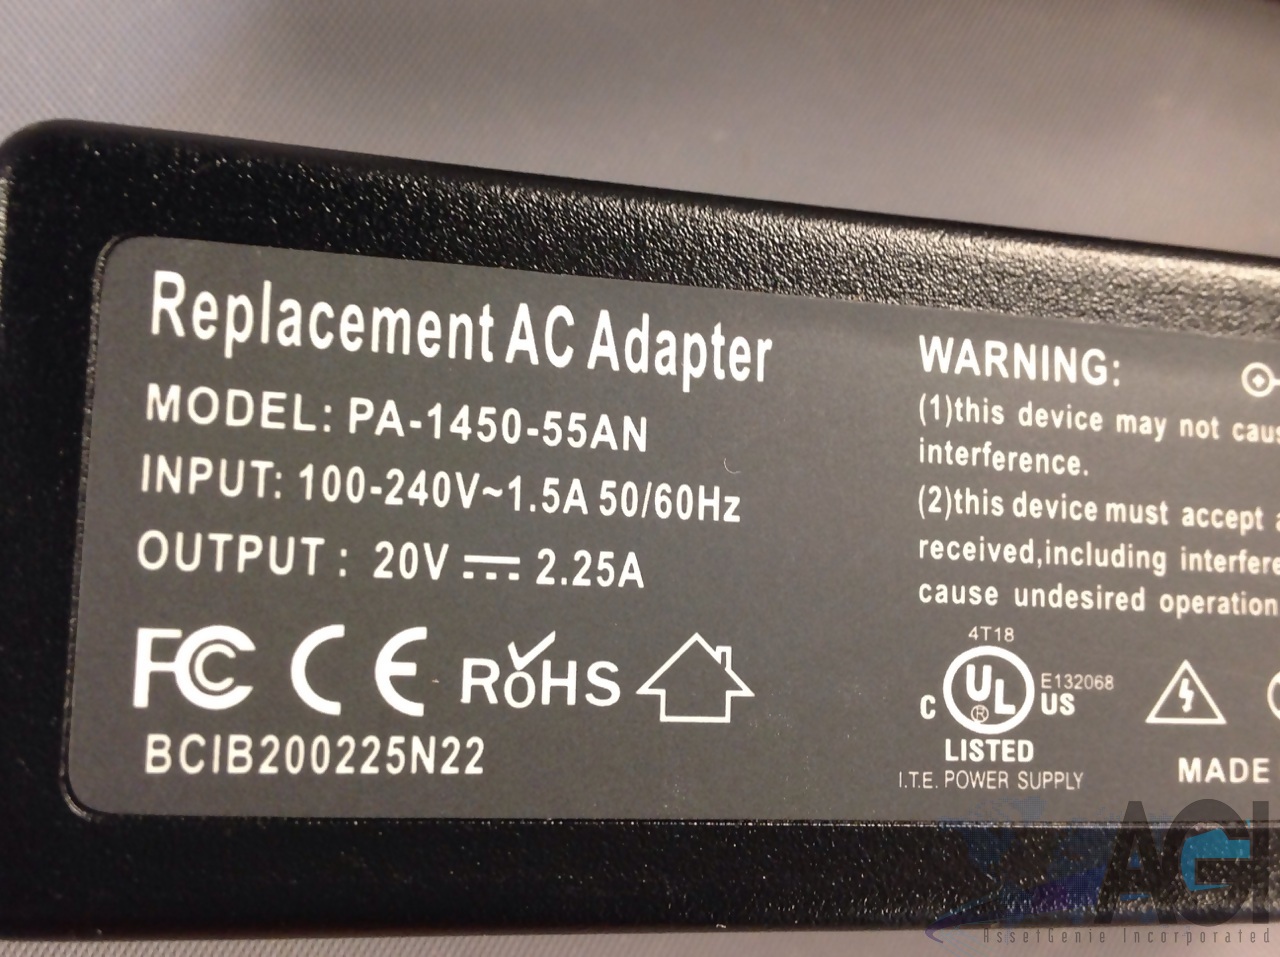 Replacement AC Adapter
MODEL: PA-1450-55AN
INPUT: 100-240V~1.5A 50/60Hz
OUTPUT : 20V ⎓ 2.25A
FC CE RoHS
BCIB200225N22
WARNING:
(1)this device may not
interference.
(2)this device must accept
received,including
cause undesired operation
4T18
C UL ® US
E132068
LISTED
I.T.E. POWER SUPPLY
MADE
AGI
AssetGenie Incorporated